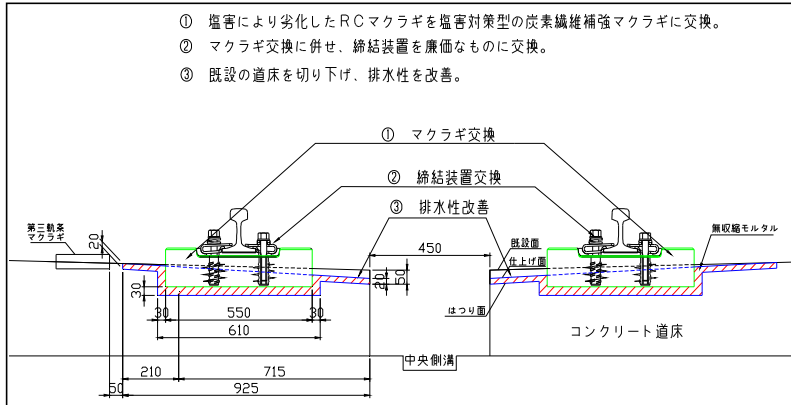 ① 塩害により劣化したRCマクラギを塩害対策型の炭素繊維補強マクラギに交換。
② マクラギ交換に併せ、締結装置を廉価なものに交換。
③ 既設の道床を切り下げ、排水性を改善。
① マクラギ交換
② 締結装置交換
③ 排水性改善
第三軌条
マクラギ
20
450
既設面
仕上げ面
無収縮モルタル
20
50
30
はつり面
30
550
30
610
コンクリート道床
中央側溝
210
715
50
925